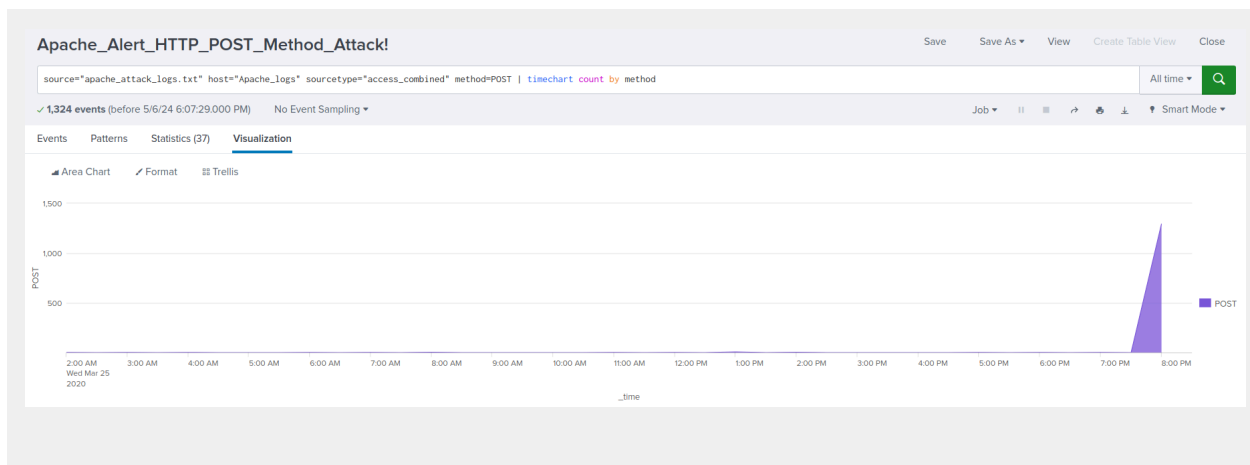 Apache_Alert_HTTP_POST_Method_Attack!
Save Save As View Create Table View Close
source="apache_attack_logs.txt" host="Apache_logs" sourcetype="access_combined" method=POST | timechart count by method
All time
1,324 events (before 5/6/24 6:07:29.000 PM) No Event Sampling
Job Smart Mode
Events Patterns Statistics (37) Visualization
Area Chart Format Trellis
1,500
1,000
500
POST
POST
2:00 AM 3:00 AM 4:00 AM 5:00 AM 6:00 AM 7:00 AM 8:00 AM 9:00 AM 10:00 AM 11:00 AM 12:00 PM 1:00 PM 2:00 PM 3:00 PM 4:00 PM 5:00 PM 6:00 PM 7:00 PM 8:00 PM
Wed Mar 25
2020
_time